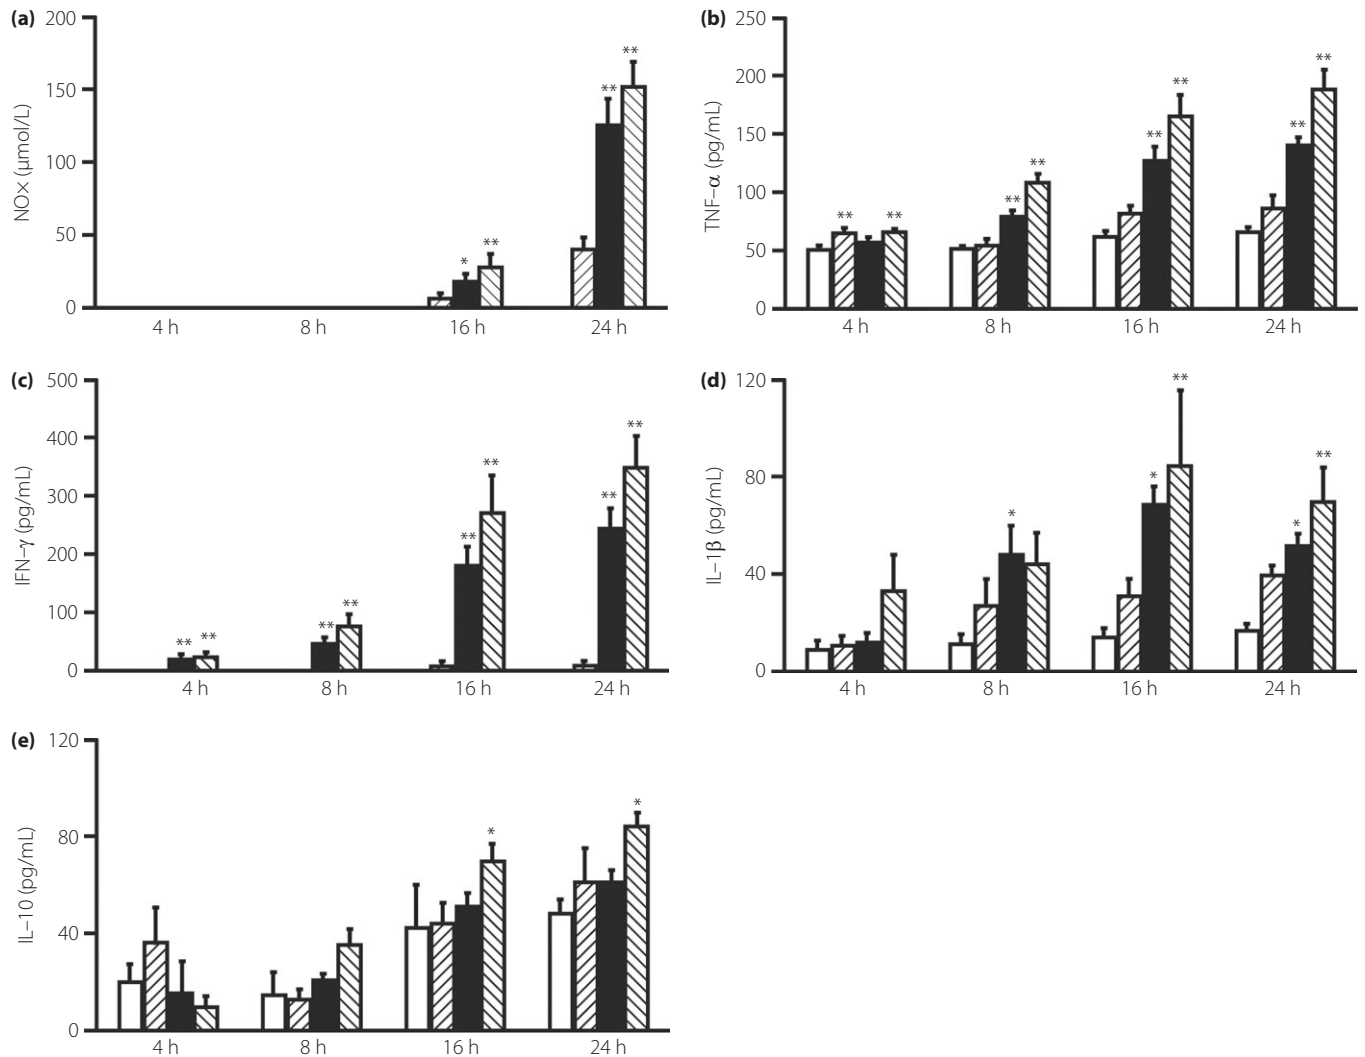 (a)
200
150
100
50
0
NO× (μmol/L)
*
**
**
**
4 h 8 h 16 h 24 h
(b)
250
200
150
100
50
0
TNF–α (pg/mL)
** **
** **
** **
** **
4 h 8 h 16 h 24 h
(c)
500
400
300
200
100
0
IFN–γ (pg/mL)
** **
** **
** **
** **
4 h 8 h 16 h 24 h
(d)
120
80
40
0
IL–1β (pg/mL)
*
* **
* **
4 h 8 h 16 h 24 h
(e)
120
80
40
0
IL–10 (pg/mL)
*
*
4 h 8 h 16 h 24 h